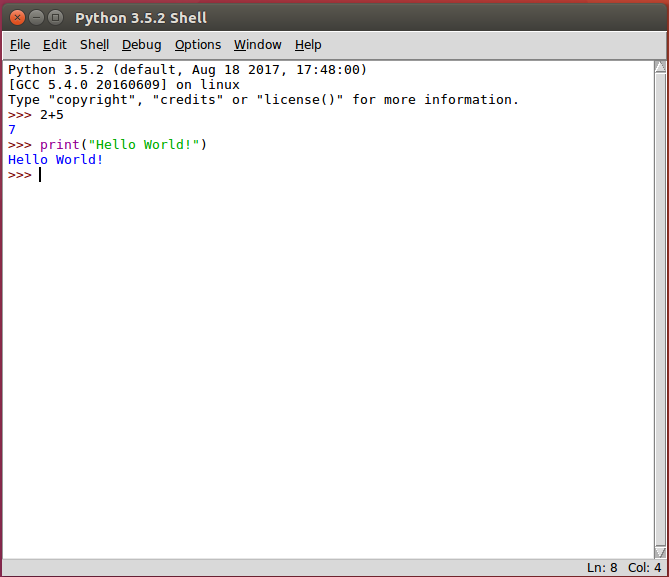 Python 3.5.2 Shell
File Edit Shell Debug Options Window Help
Python 3.5.2 (default, Aug 18 2017, 17:48:00)
[GCC 5.4.0 20160609] on linux
Type "copyright", "credits" or "license()" for more information.
>>> 2+5
7
>>> print("Hello World!")
Hello World!
>>>
Ln: 8 Col: 4